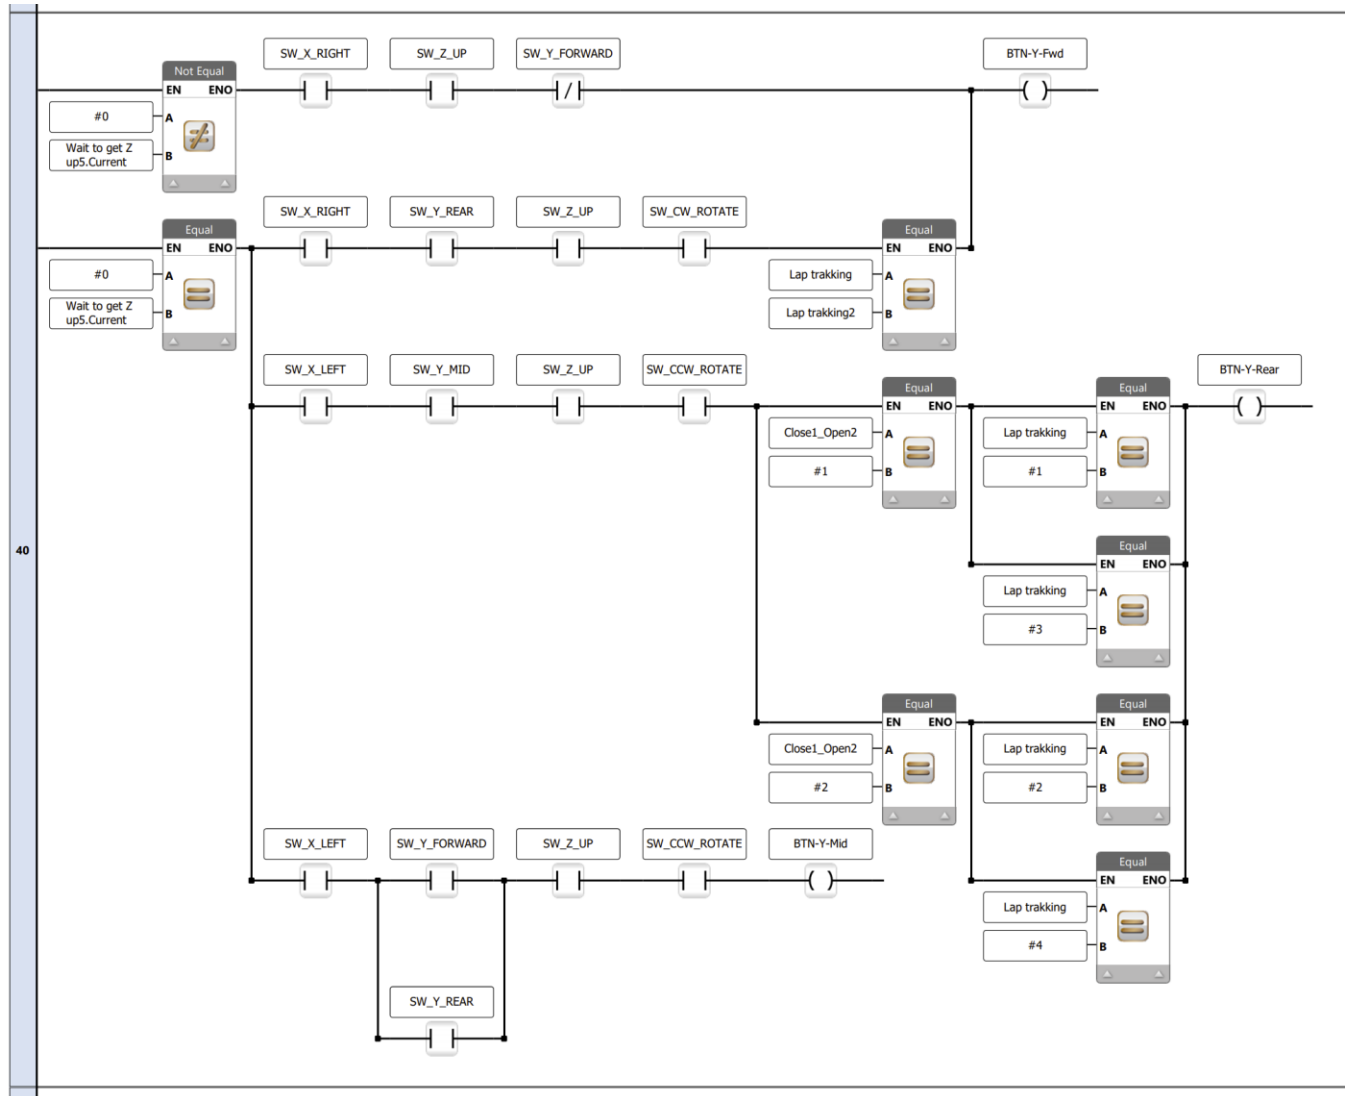 SW_X_RIGHT SW_Z_UP SW_Y_FORWARD BTN-Y-Fwd
Not Equal
EN ENO
#0 A
Wait to get Z
up5.Current
B
SW_X_RIGHT SW_Y_REAR SW_Z_UP SW_CW_ROTATE
Equal Equal
EN ENO EN ENO
#0 A Lap trakking A
Wait to get Z
up5.Current
B Lap trakking2 B
SW_X_LEFT SW_Y_MID SW_Z_UP SW_CCW_ROTATE BTN-Y-Rear
Equal Equal
EN ENO EN ENO
Close1_Open2 A Lap trakking A
#1 B #1 B
40
Equal
EN ENO
Lap trakking A
#3 B
Equal Equal
EN ENO EN ENO
Close1_Open2 A Lap trakking A
#2 B #2 B
SW_X_LEFT SW_Y_FORWARD SW_Z_UP SW_CCW_ROTATE BTN-Y-Mid
Equal
EN ENO
Lap trakking A
#4 B
SW_Y_REAR